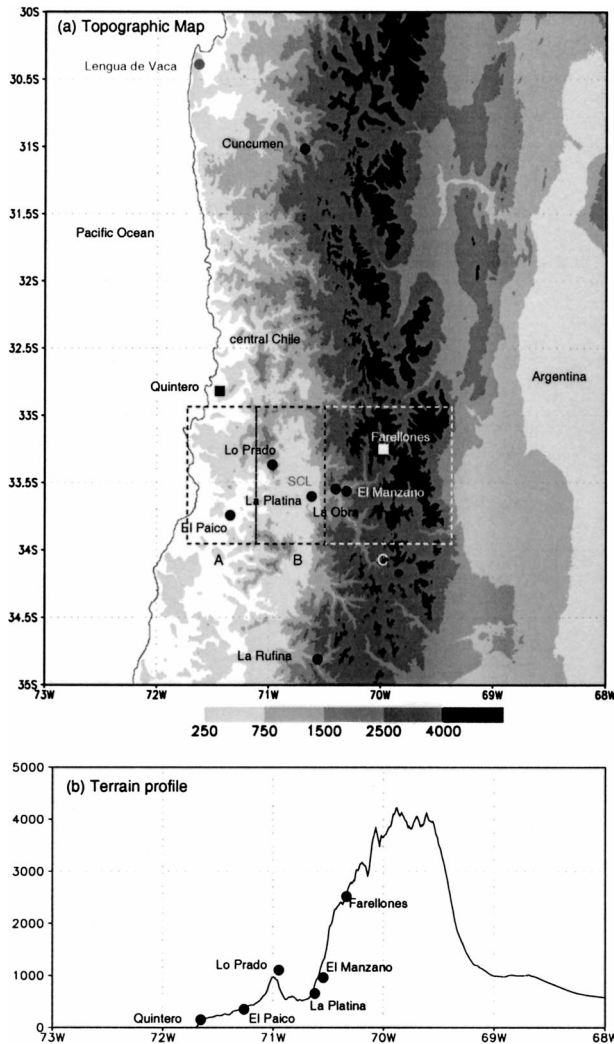 30S
(a) Topographic Map
Lengua de Vaca
30.5S
31S
Cuncumen
31.5S
Pacific Ocean
32S
central Chile
32.5S
Quintero
Argentina
33S
Lo Prado
Farellones
33.5S
SCL
La Platina
El Manzano
La Obra
El Paico
34S
A
B
C
34.5S
La Rufina
35S
73W
72W
71W
70W
69W
68W
250
750
1500
2500
4000
5000
(b) Terrain profile
4000
3000
Farellones
2000
Lo Prado
El Manzano
1000
La Platina
Quintero
El Paico
0
73W
72W
71W
70W
69W
68W